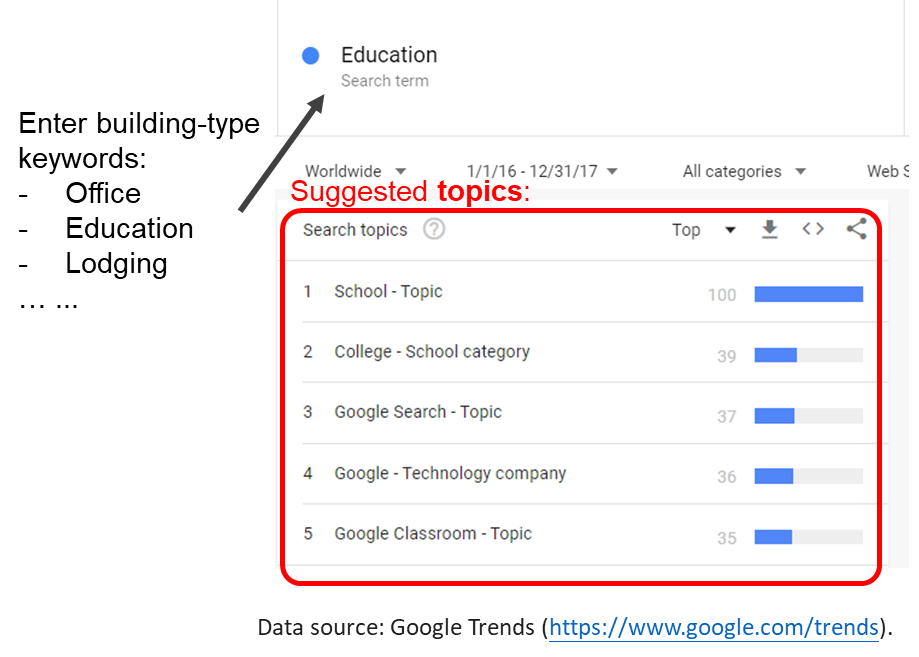 Education
Search term
Enter building-type
keywords:
- Office
- Education
- Lodging
… ...
Worldwide 1/1/16 - 12/31/17 All categories Web S
Suggested topics:
Search topics ? Top
1 School - Topic 100
2 College - School category 39
3 Google Search - Topic 37
4 Google - Technology company 36
5 Google Classroom - Topic 35
Data source: Google Trends (https://www.google.com/trends).